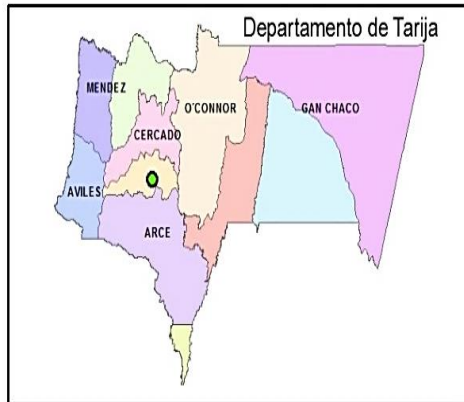 Departamento de Tarija
MENDEZ
O'CONNOR
GAN CHACO
CERCADO
AVILES
ARCE